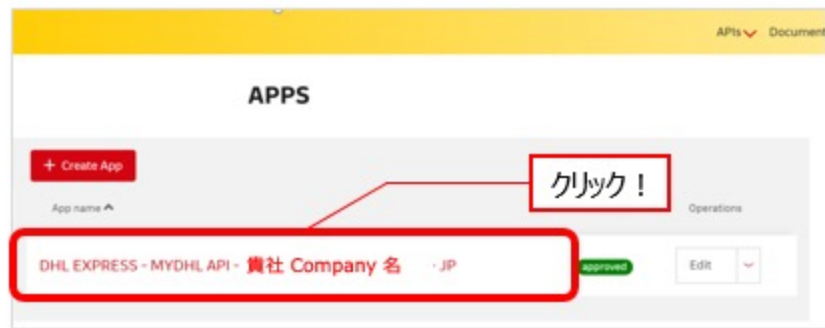 APIs Document
APPS
+ Create App
クリック！
App name Operations
DHL EXPRESS - MYDHL API - 貴社 Company 名 - JP approved Edit